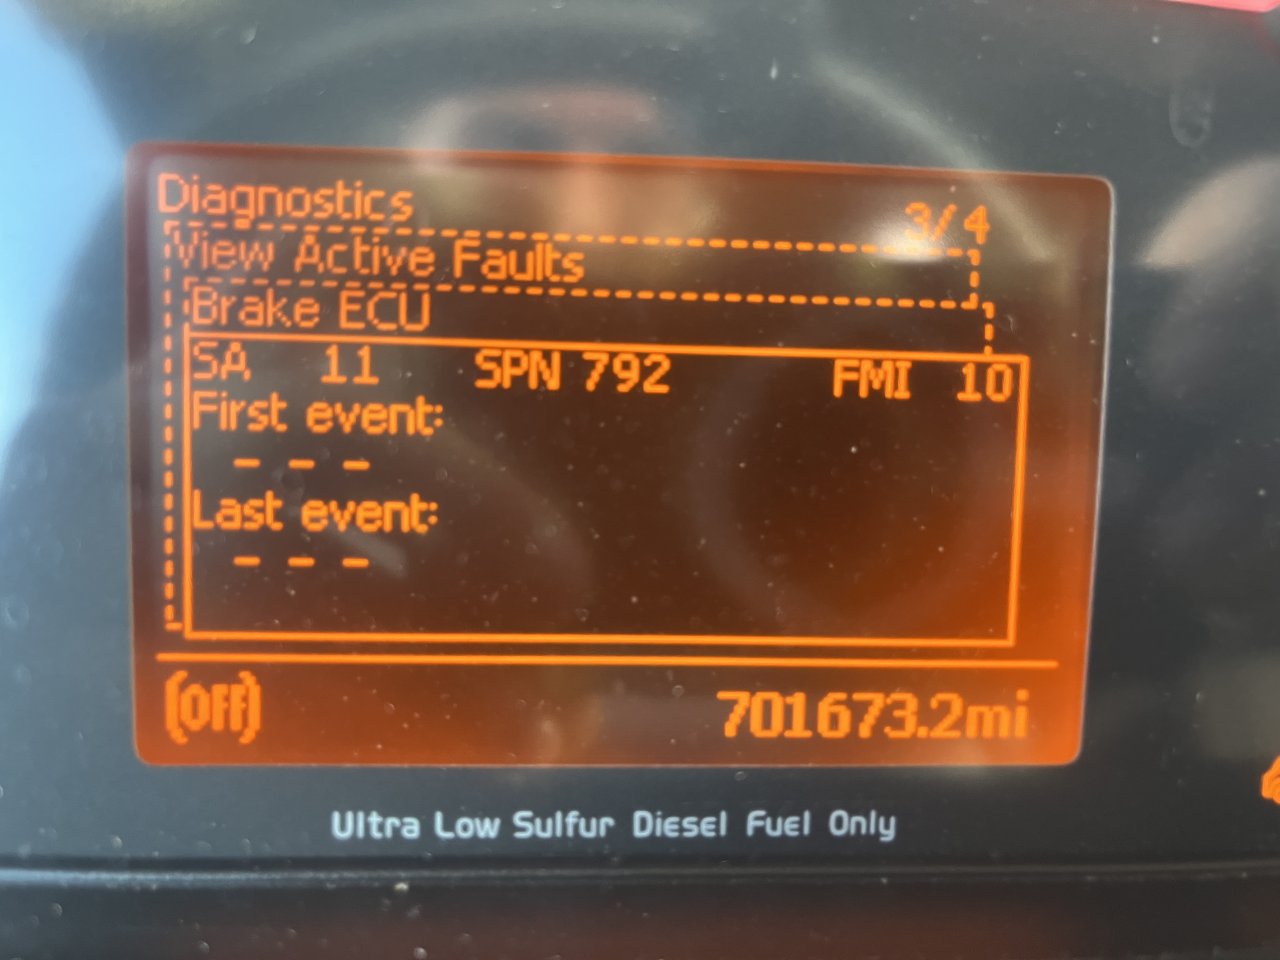 Diagnostics
3/4
View Active Faults
Brake ECU
SA 11 SPN 792 FMI 10
First event:
---
Last event:
---
(OFF) 701673.2mi
Ultra Low Sulfur Diesel Fuel Only